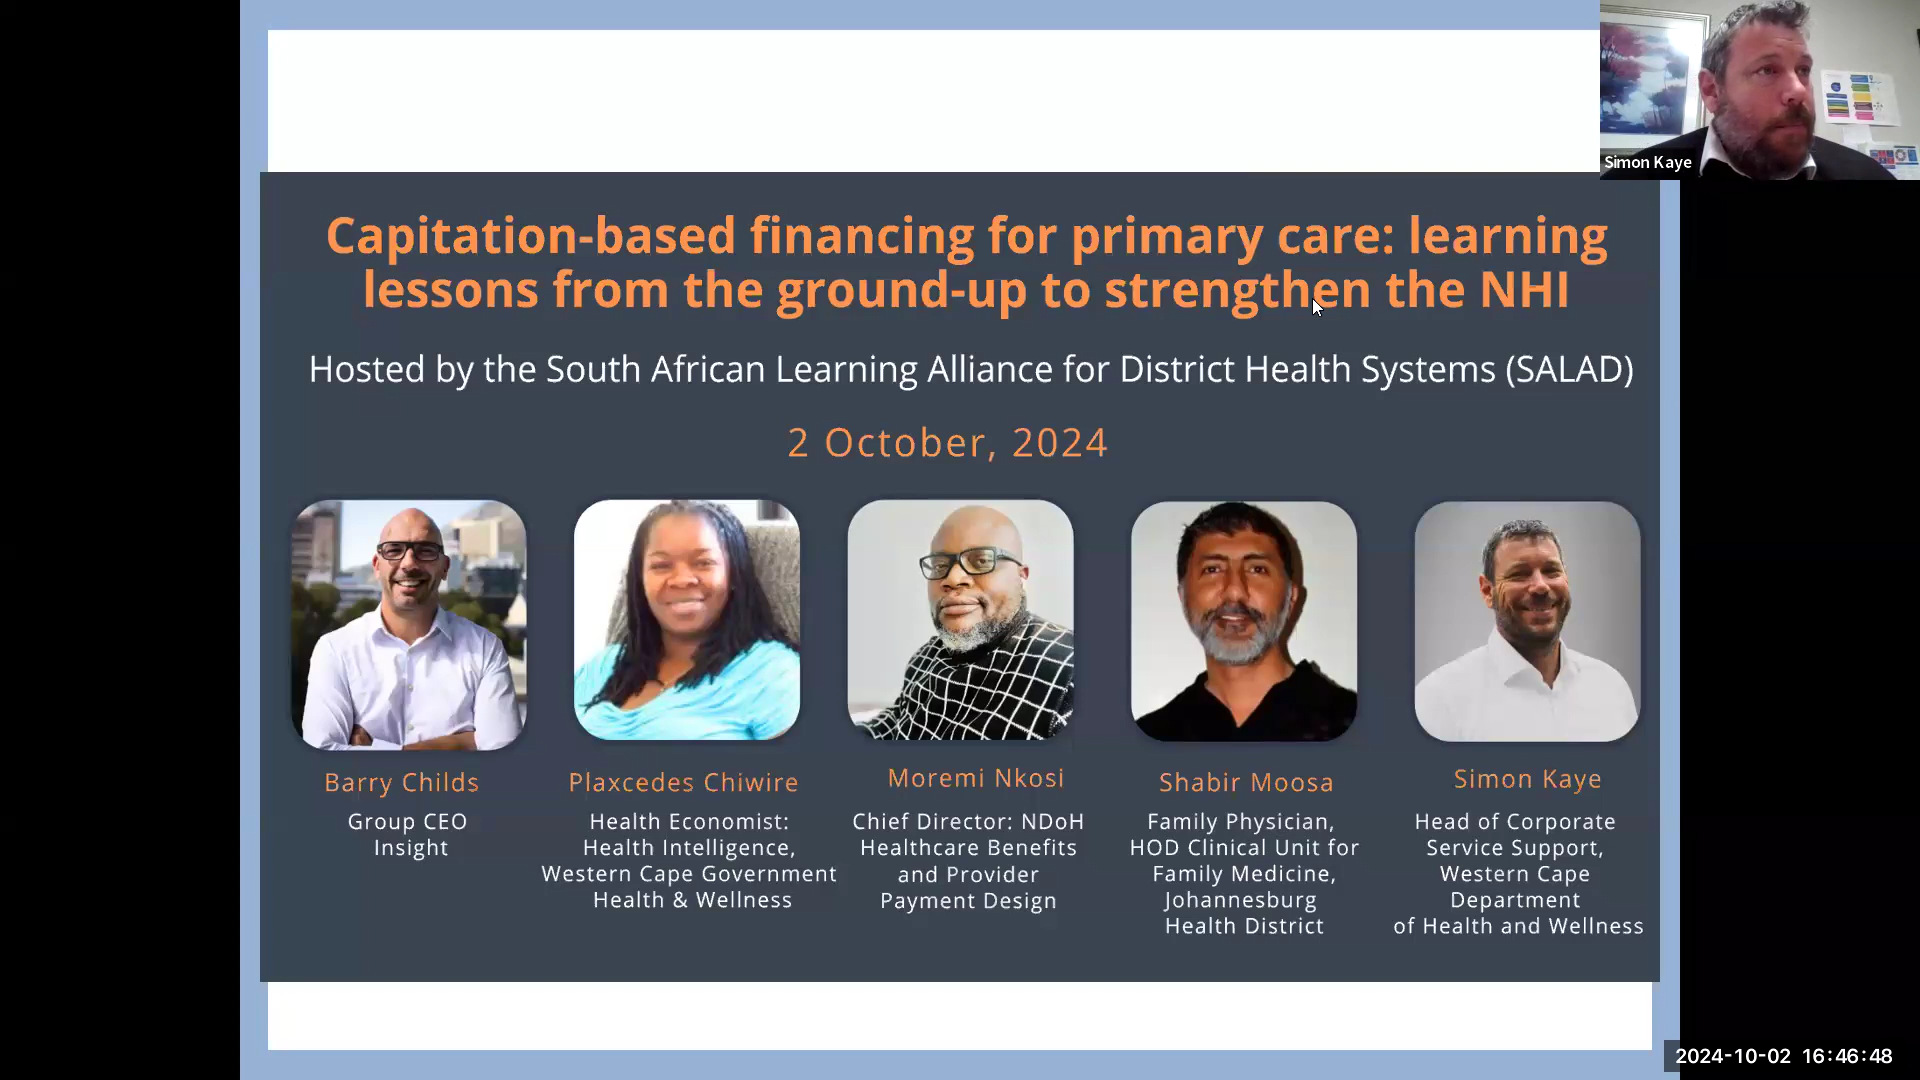 Simon Kaye
Capitation-based financing for primary care: learning
lessons from the ground-up to strengthen the NHI
Hosted by the South African Learning Alliance for District Health Systems (SALAD)
2 October, 2024
Barry Childs
Group CEO
Insight
Plaxcedes Chiwire
Health Economist:
Health Intelligence,
Western Cape Government
Health & Wellness
Moremi Nkosi
Chief Director: NDoH
Healthcare Benefits
and Provider
Payment Design
Shabir Moosa
Family Physician,
HOD Clinical Unit for
Family Medicine,
Johannesburg
Health District
Simon Kaye
Head of Corporate
Service Support,
Western Cape
Department
of Health and Wellness
2024-10-02 16:46:48